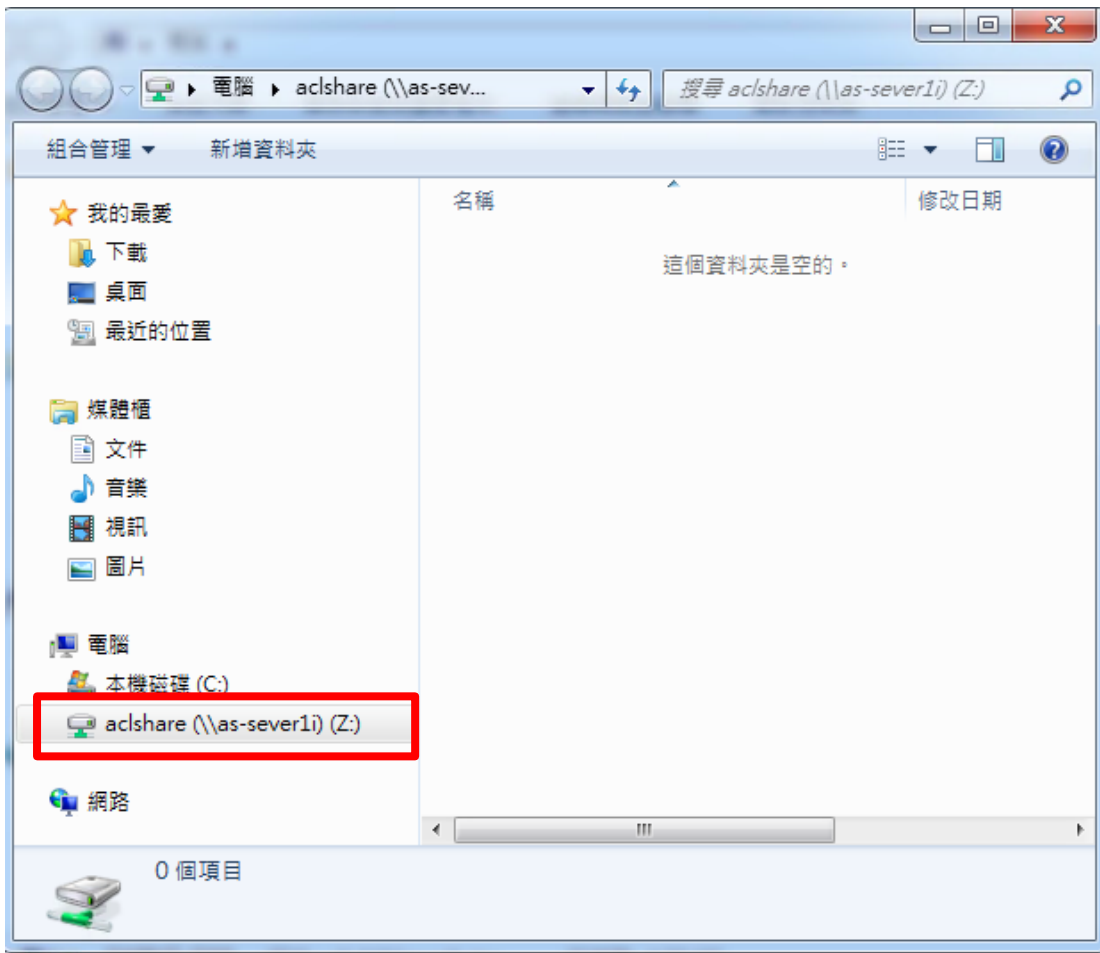 電腦 aclshare (\\as-sev...
搜尋 aclshare (\\as-sever1i) (Z:)
組合管理 新增資料夾
名稱 修改日期
這個資料夾是空的。
我的最愛
下載
桌面
最近的位置
媒體櫃
文件
音樂
視訊
圖片
電腦
本機磁碟 (C:)
aclshare (\\as-sever1i) (Z:)
網路
0 個項目